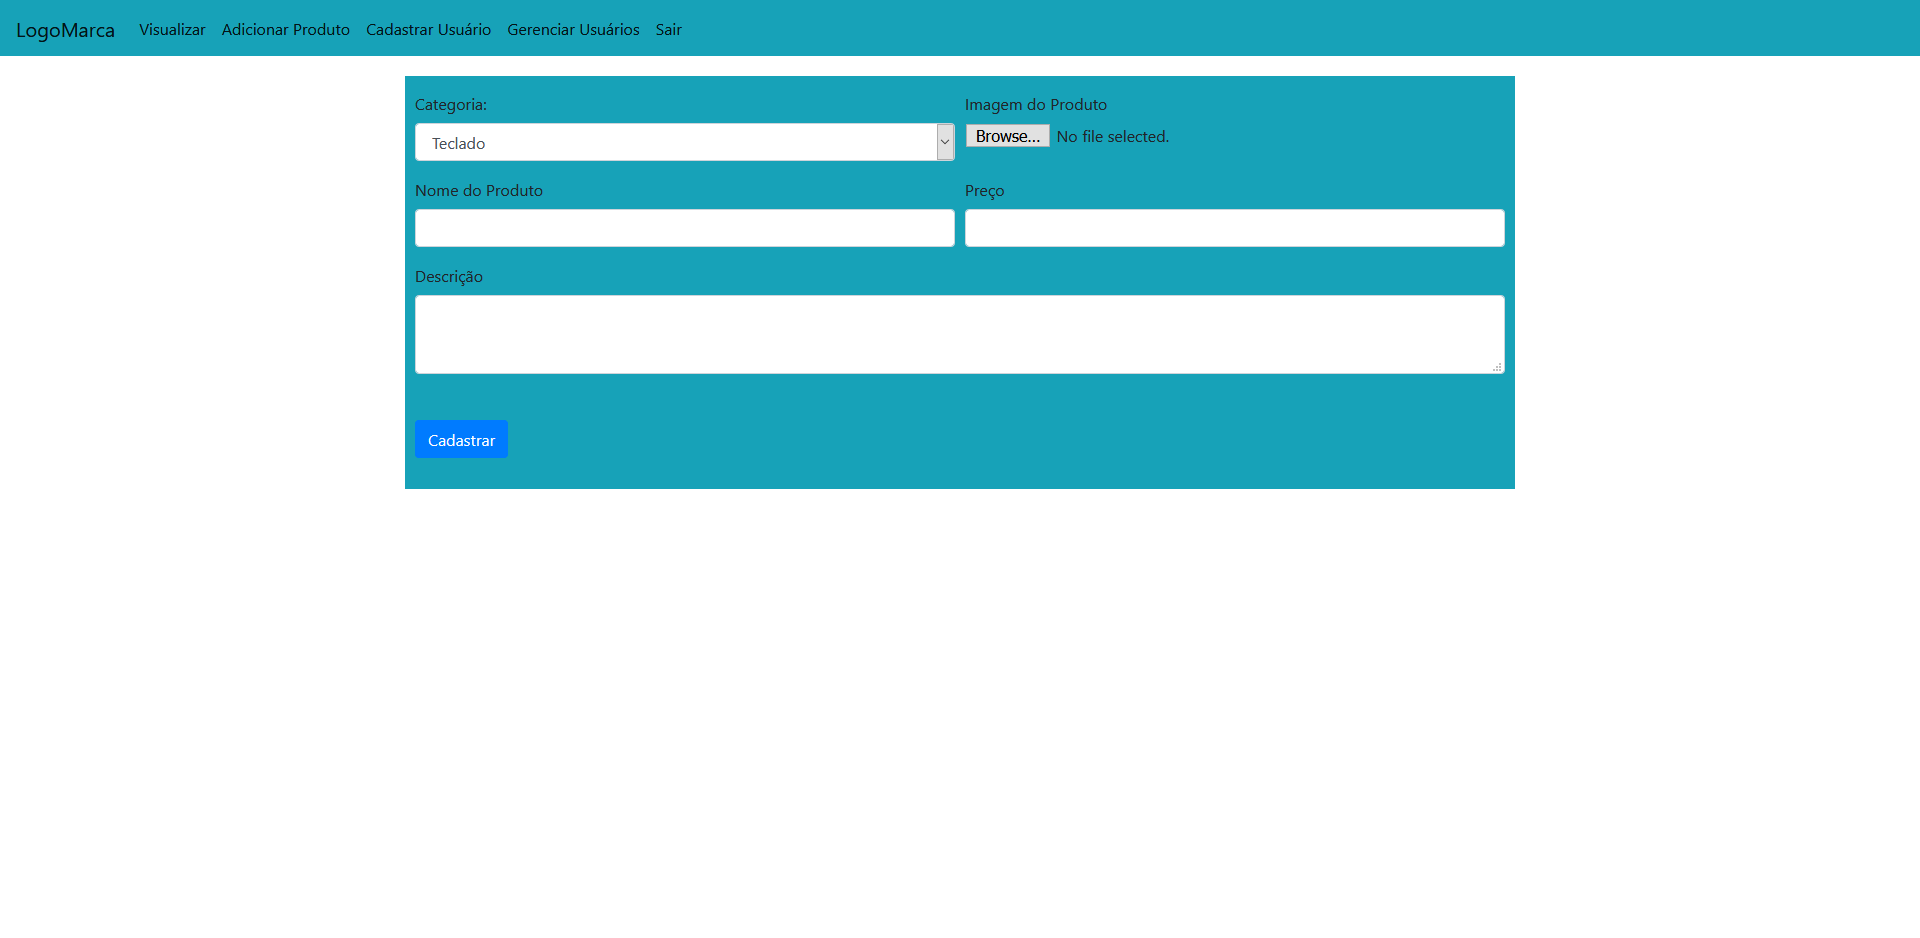 LogoMarca Visualizar Adicionar Produto Cadastrar Usuário Gerenciar Usuários Sair
Categoria:
Teclado
Imagem do Produto
Browse... No file selected.
Nome do Produto
Preço
Descrição
Cadastrar